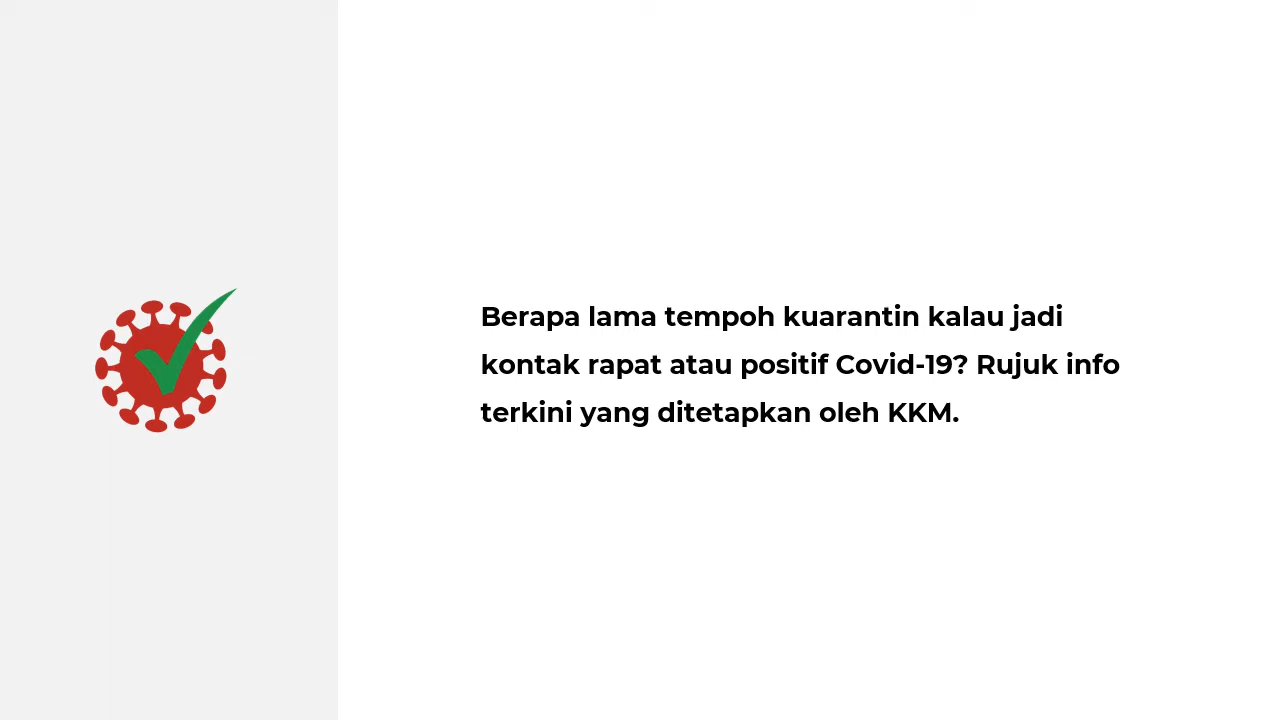 Berapa lama tempoh kuarantin kalau jadi
kontak rapat atau positif Covid-19? Rujuk info
terkini yang ditetapkan oleh KKM.